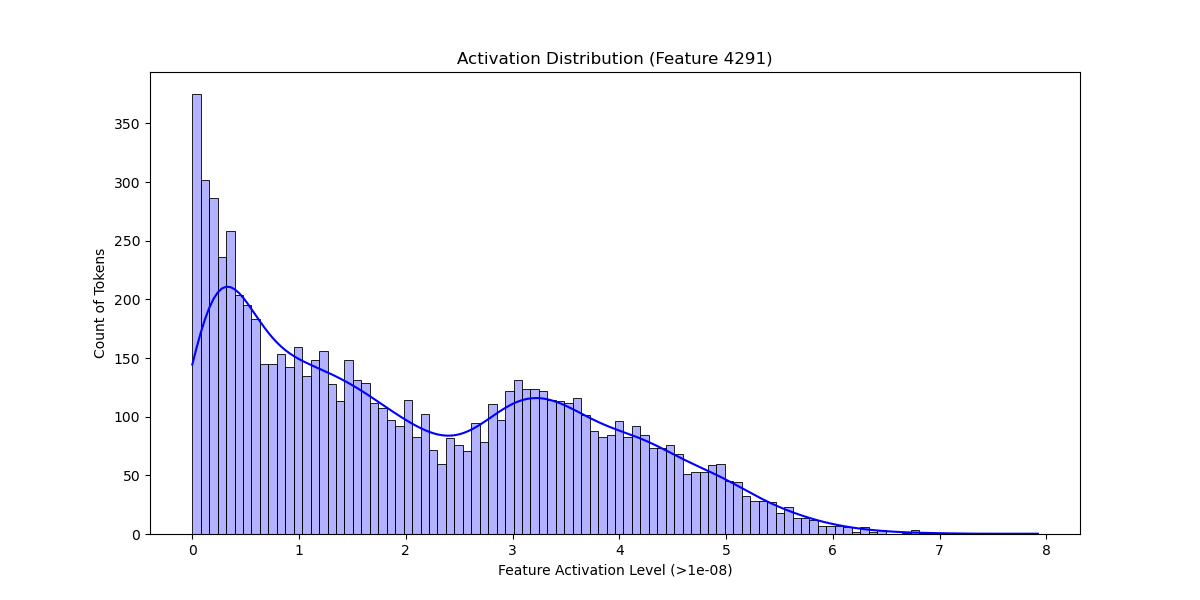 Activation Distribution (Feature 4291)
Count of Tokens
350
300
250
200
150
100
50
0
0 1 2 3 4 5 6 7 8
Feature Activation Level (>1e-08)